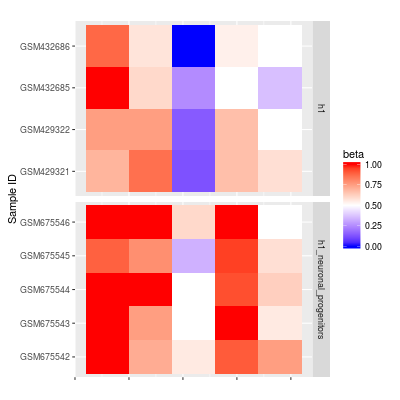 GSM432686
GSM432685
GSM429322
GSM429321
h1
Sample ID
GSM675546
GSM675545
GSM675544
GSM675543
GSM675542
h1_neuronal_progenitors
beta
1.00
0.75
0.50
0.25
0.00